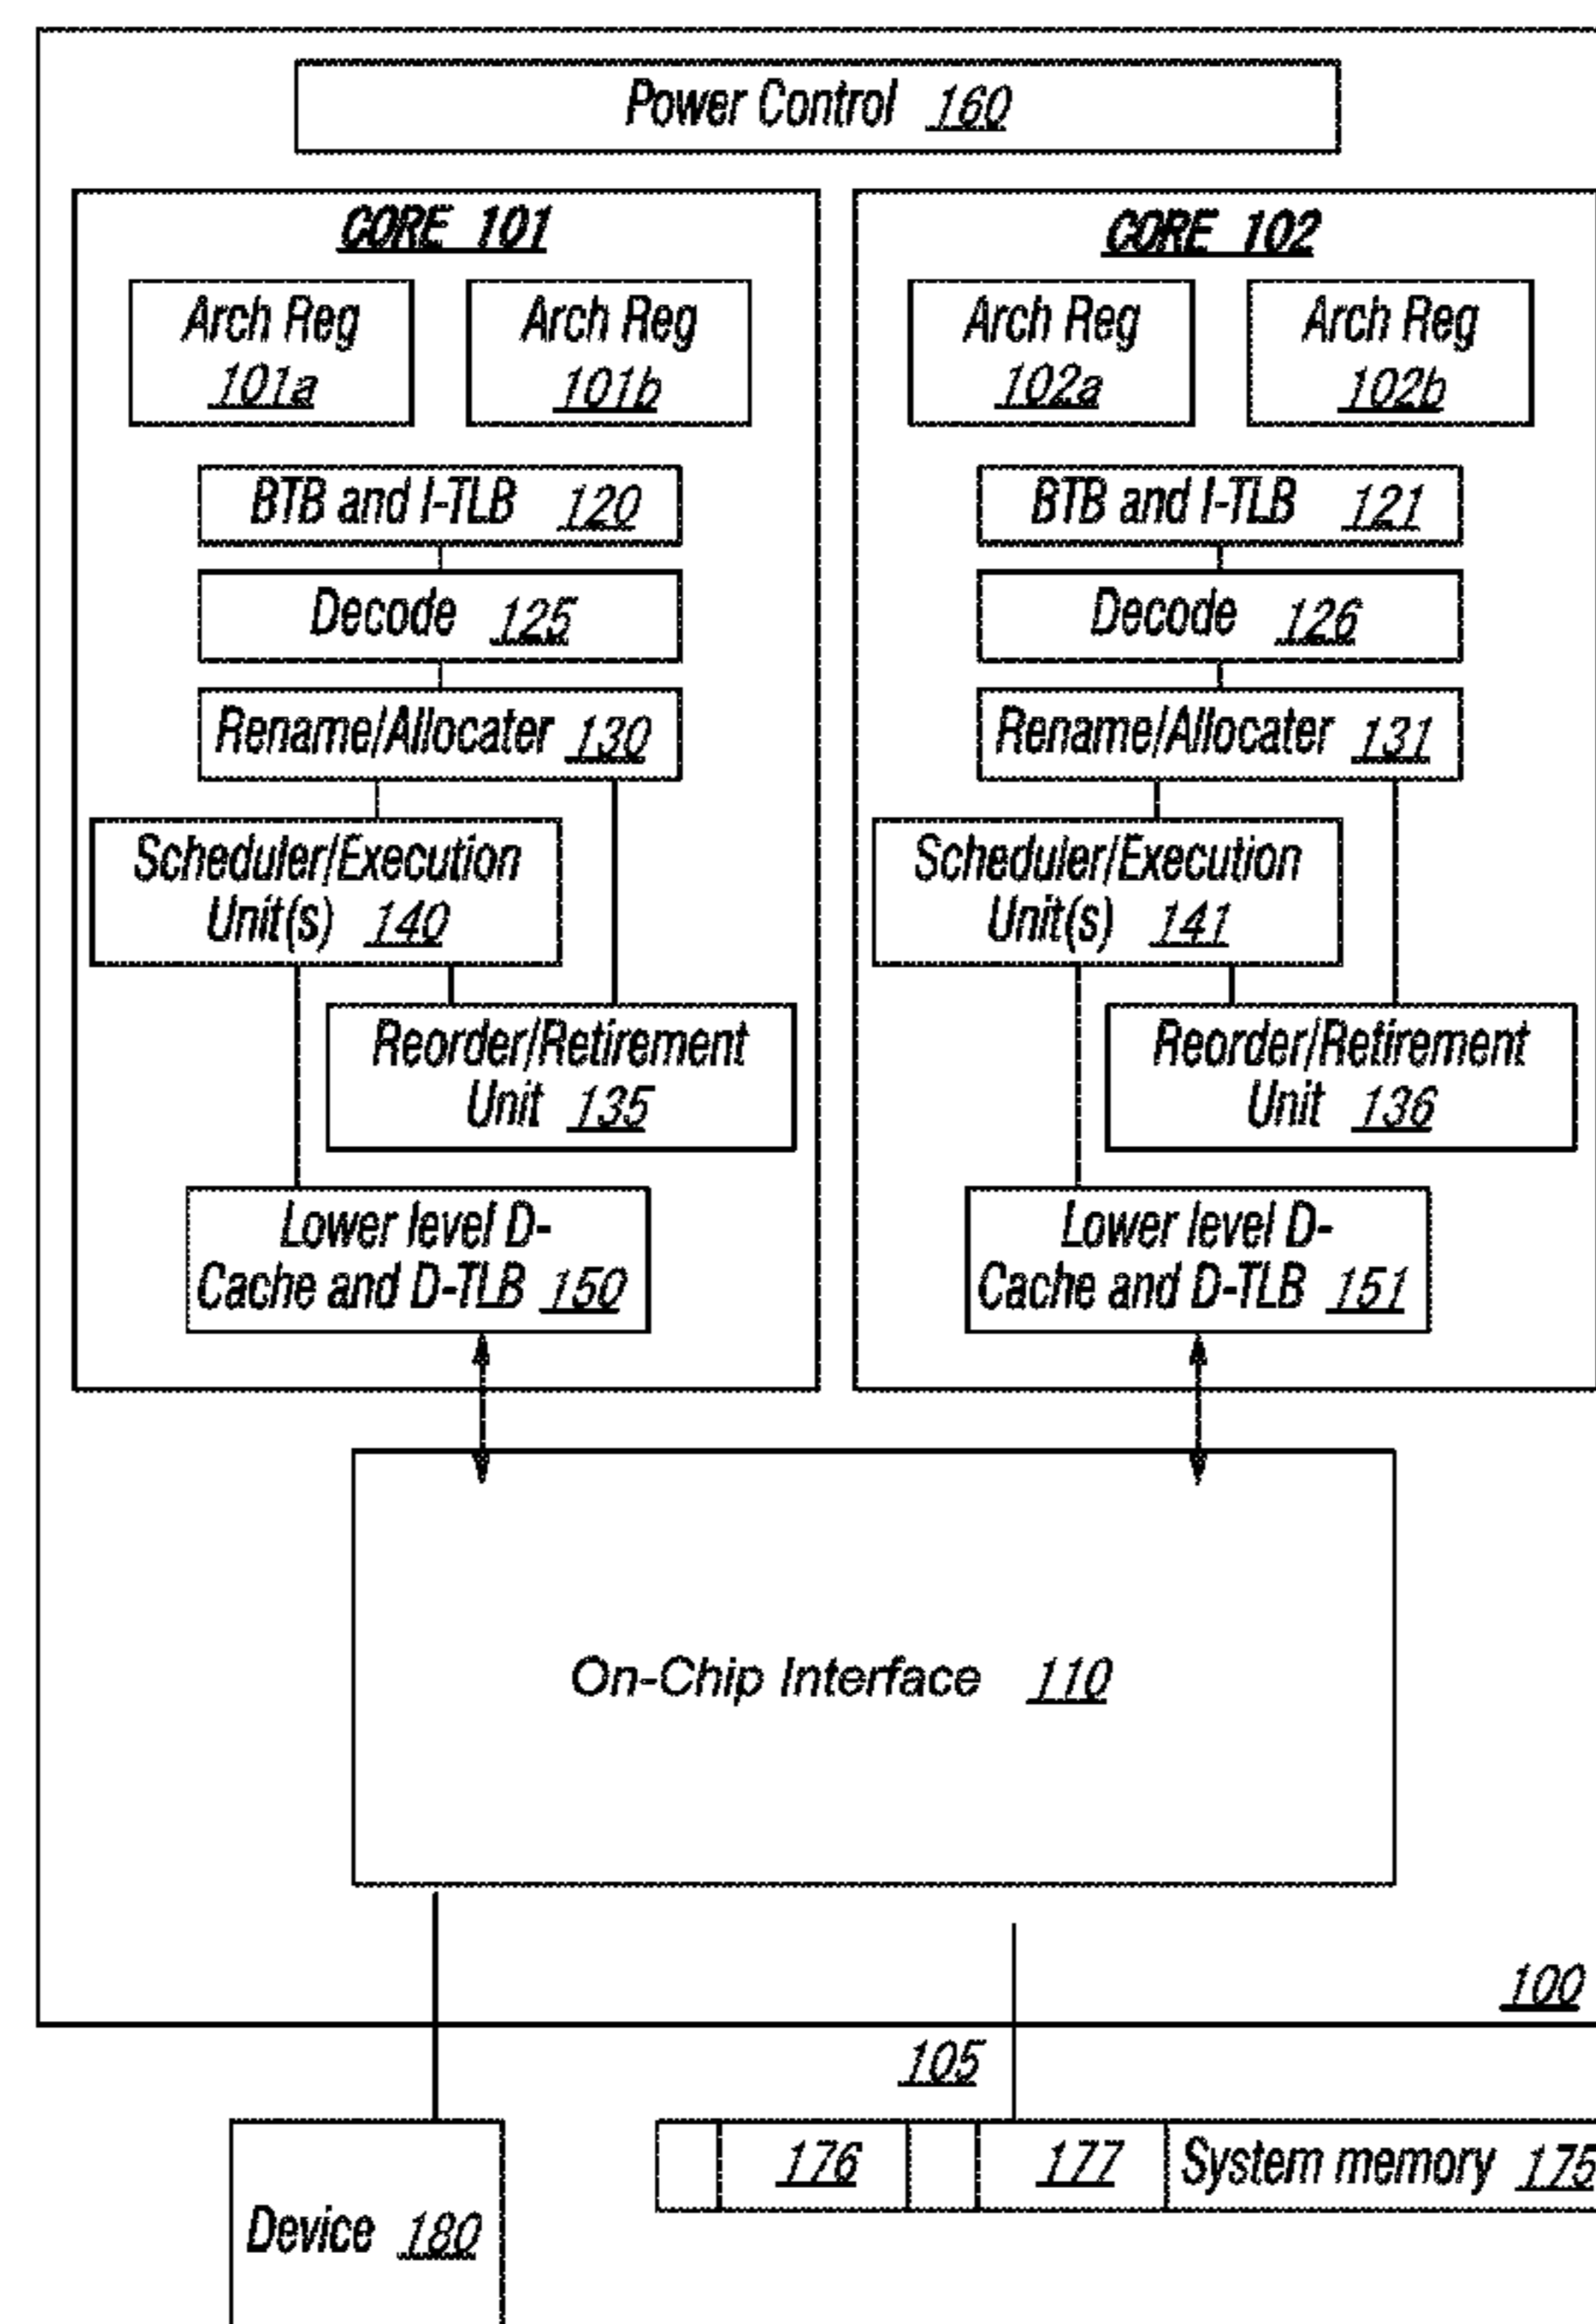 Power Control 160
CORE 101
Arch Reg
101a
Arch Reg
101b
BTB and I-TLB 120
Decode 125
Rename/Allocater 130
Scheduler/Execution
Unit(s) 140
Reorder/Retirement
Unit 135
Lower level D-
Cache and D-TLB 150
CORE 102
Arch Reg
102a
Arch Reg
102b
BTB and I-TLB 121
Decode 126
Rename/Allocater 131
Scheduler/Execution
Unit(s) 141
Reorder/Retirement
Unit 136
Lower level D-
Cache and D-TLB 151
On-Chip Interface 110
100
105
176
177
System memory 175
Device 180